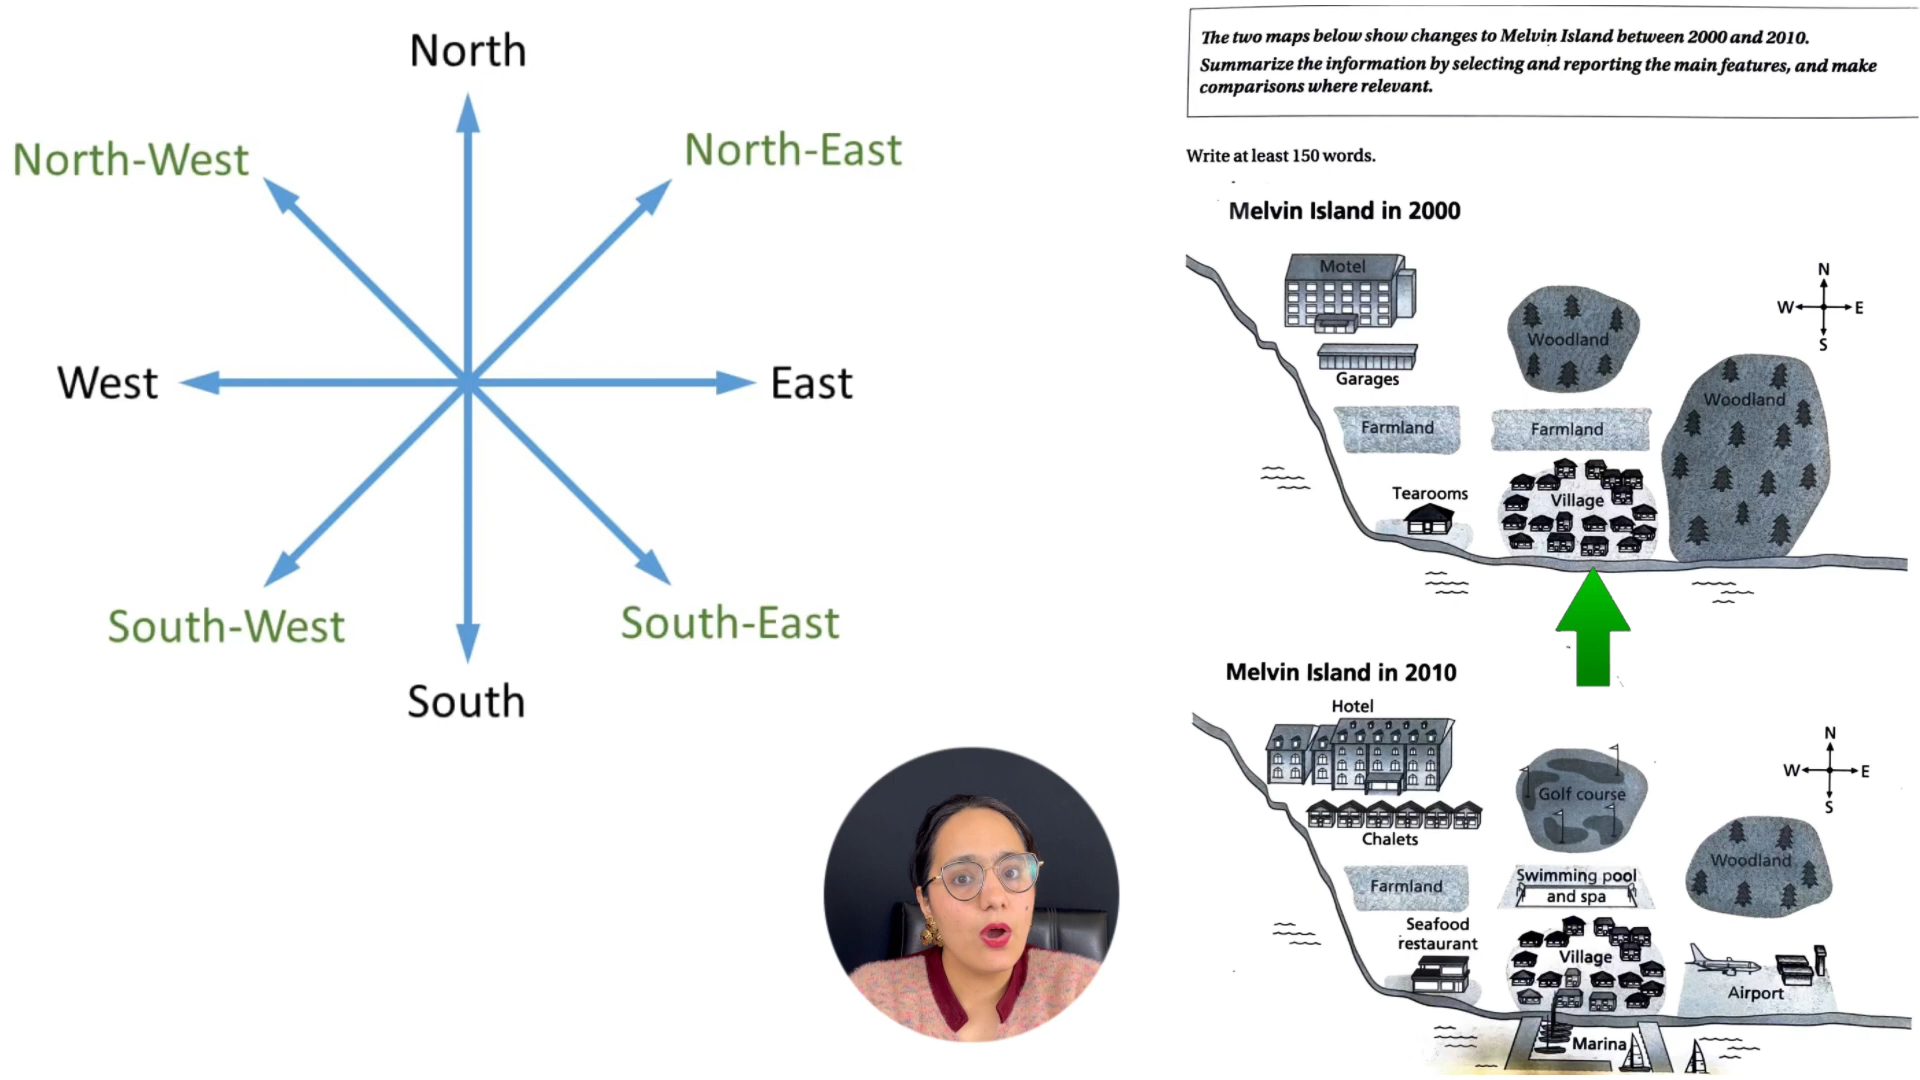 North
North-West
North-East
West
East
South-West
South-East
South
The two maps below show changes to Melvin Island between 2000 and 2010.
Summarize the information by selecting and reporting the main features, and make
comparisons where relevant.
Write at least 150 words.
Melvin Island in 2000
Motel
Garages
Woodland
Woodland
N
W
E
S
Farmland
Farmland
Tearooms
Village
Melvin Island in 2010
Hotel
Chalets
Golf course
N
W
E
S
Woodland
Farmland
Swimming pool
and spa
Seafood
restaurant
Village
Airport
Marina